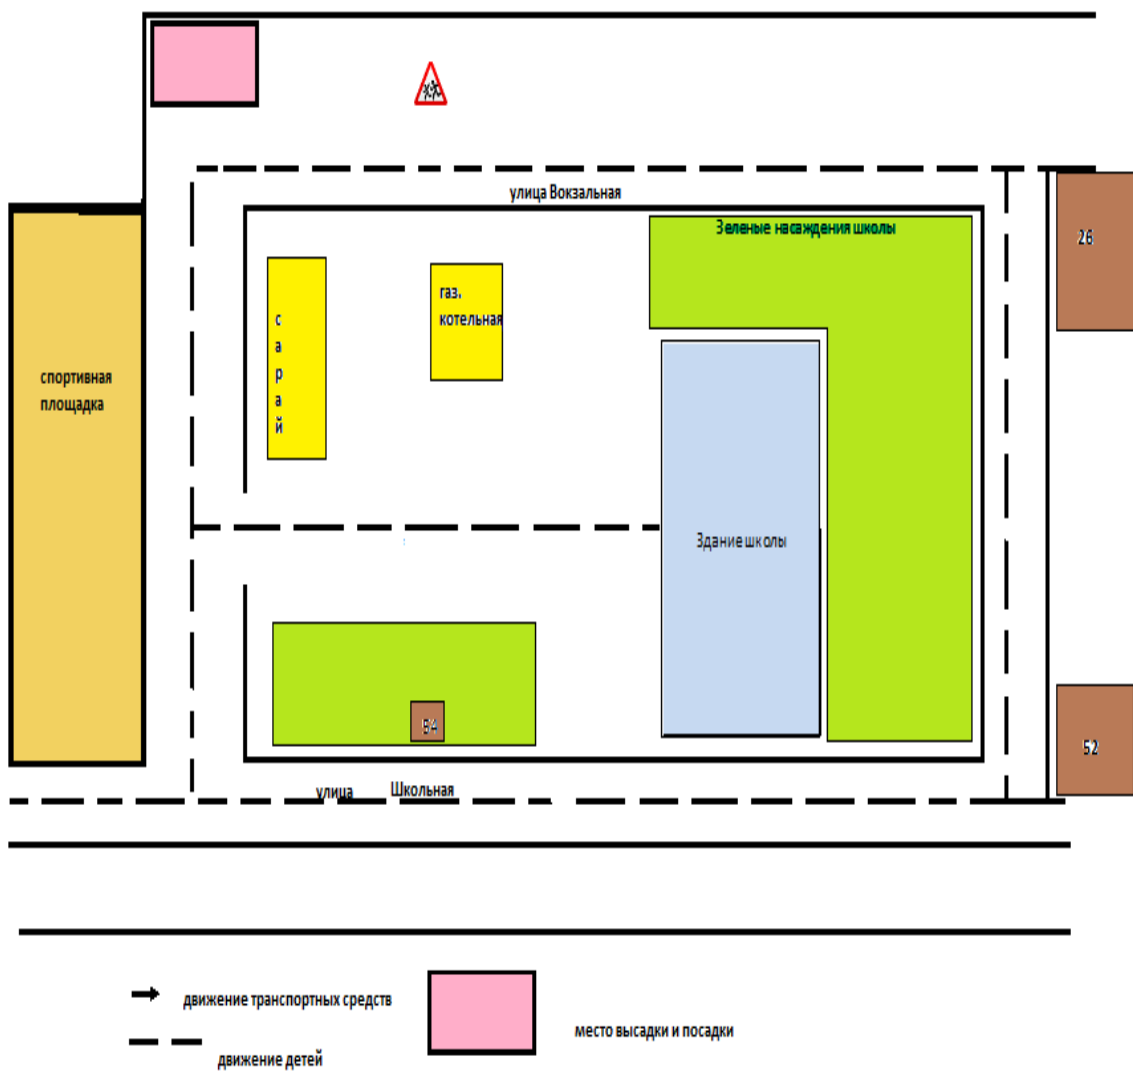 улица Вокзальная
Зеленые насаждения школы
26
газ.
котельная
с
а
р
а
й
спортивная
площадка
Здание школы
54
52
улица Школьная
движение транспортных средств
место высадки и посадки
движение детей